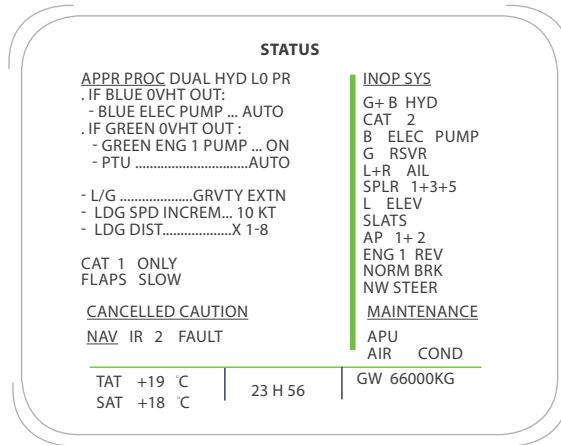 STATUS
APPR PROC DUAL HYD L0 PR
. IF BLUE 0VHT OUT:
- BLUE ELEC PUMP ... AUTO
. IF GREEN 0VHT OUT :
- GREEN ENG 1 PUMP ... ON
- PTU ..............................AUTO
- L/G ....................GRVTY EXTN
- LDG SPD INCREM... 10 KT
- LDG DIST...................X 1-8
CAT 1 ONLY
FLAPS SLOW
CANCELLED CAUTION
NAV IR 2 FAULT
INOP SYS
G+ B HYD
CAT 2
B ELEC PUMP
G RSVR
L+R AIL
SPLR 1+3+5
L ELEV
SLATS
AP 1+ 2
ENG 1 REV
NORM BRK
NW STEER
MAINTENANCE
APU
AIR COND
TAT +19 °C
SAT +18 °C
23 H 56
GW 66000KG